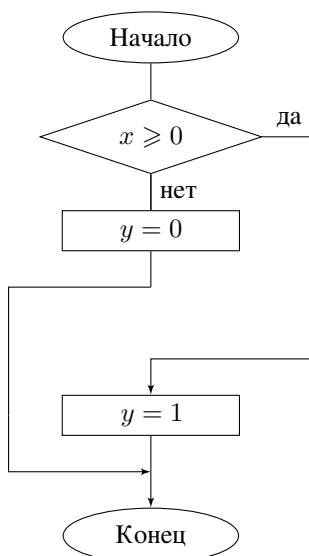 Начало
x ⩾ 0
да
нет
y = 0
y = 1
Конец